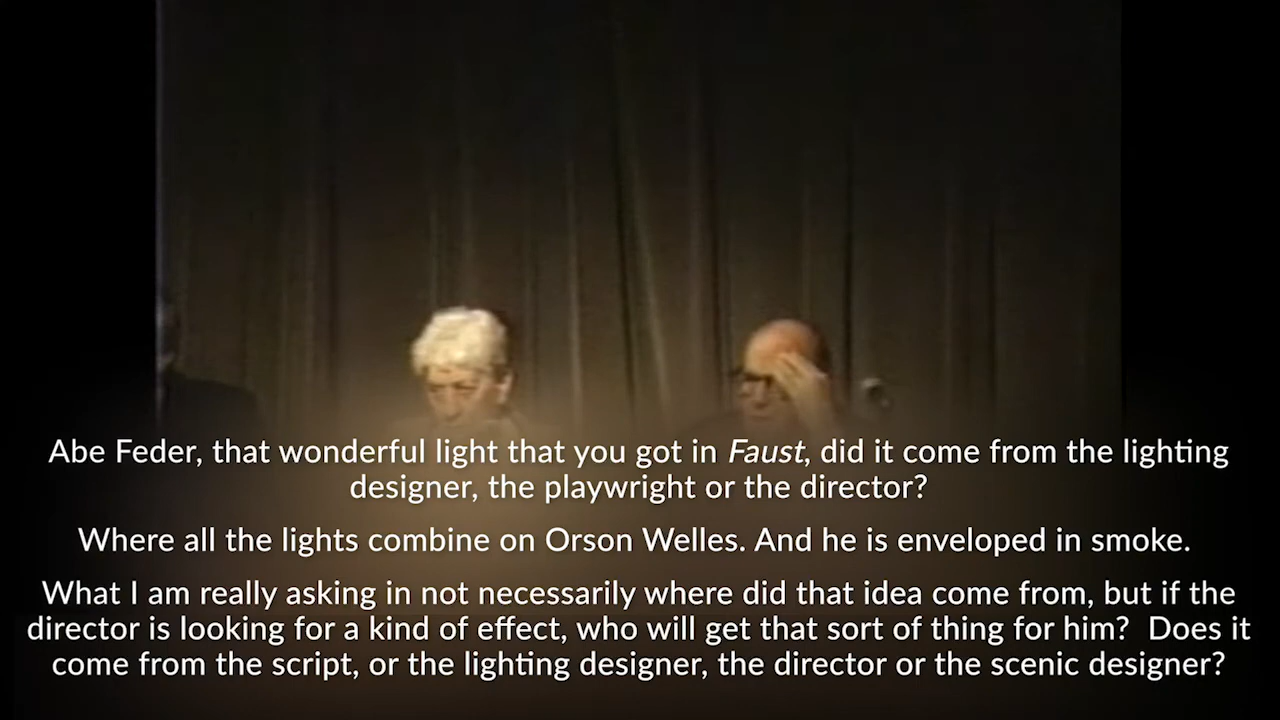 Abe Feder, that wonderful light that you got in Faust, did it come from the lighting
designer, the playwright or the director?
Where all the lights combine on Orson Welles. And he is enveloped in smoke.
What I am really asking in not necessarily where did that idea come from, but if the
director is looking for a kind of effect, who will get that sort of thing for him? Does it
come from the script, or the lighting designer, the director or the scenic designer?